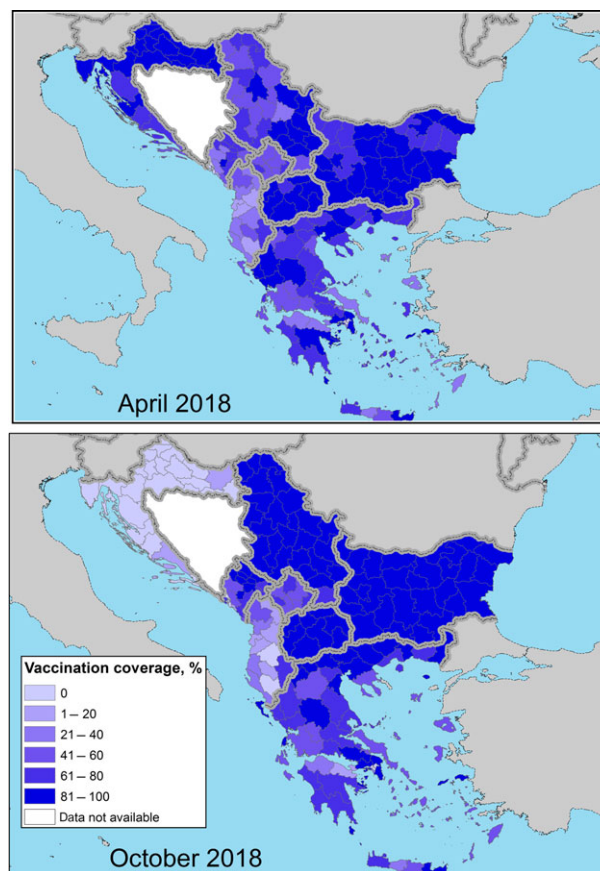 April 2018
Vaccination coverage, %
0
1 – 20
21 – 40
41 – 60
61 – 80
81 – 100
Data not available
October 2018